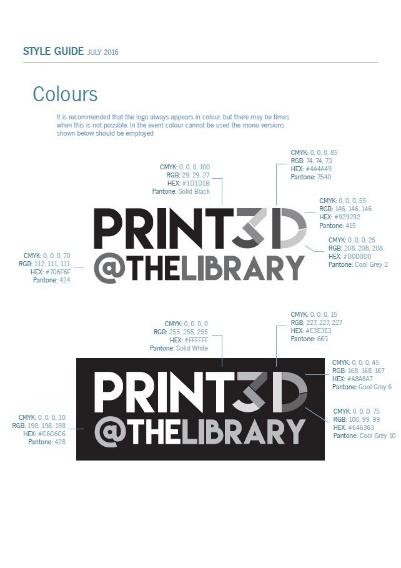 STYLE GUIDE JULY 2016
Colours
It is recommended that the logo always appears in colour, but there may be times
when this is not possible. In the event colour cannot be used the mono versions
shown below should be employed
CMYK: 0, 0, 0, 100
RGB: 29, 29, 27
HEX: #1D1D1B
Pantone: Solid Black
CMYK: 0, 0, 0, 85
RGB: 74, 74, 73
HEX: #4A4A49
Pantone: 7540
CMYK: 0, 0, 0, 55
RGB: 146, 146, 146
HEX: #929292
Pantone: 415
CMYK: 0, 0, 0, 25
RGB: 208, 208, 208
HEX: #D0D0D0
Pantone: Cool Grey 2
PRINT3D
@THELIBRARY
CMYK: 0, 0, 0, 70
RGB: 112, 111, 111
HEX: #706F6F
Pantone: 424
CMYK: 0, 0, 0, 0
RGB: 255, 255, 255
HEX: #FFFFFF
Pantone: Solid White
CMYK: 0, 0, 0, 15
RGB: 227, 227, 227
HEX: #E3E3E3
Pantone: 663
CMYK: 0, 0, 0, 45
RGB: 168, 168, 167
HEX: #A8A8A7
Pantone: Cool Grey 6
PRINT3D
@THELIBRARY
CMYK: 0, 0, 0, 75
RGB: 100, 99, 99
HEX: #646363
Pantone: Cool Grey 10
CMYK: 0, 0, 0, 30
RGB: 198, 198, 198
HEX: #C6C6C6
Pantone: 428